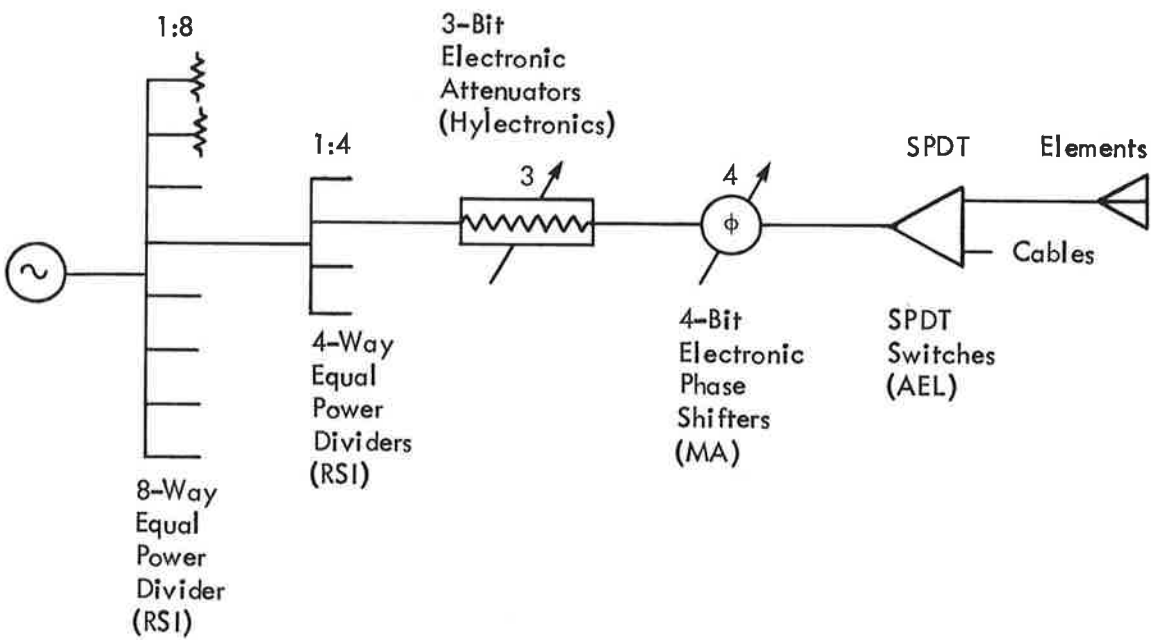 1:8
8-Way
Equal
Power
Divider
(RSI)
1:4
4-Way
Equal
Power
Dividers
(RSI)
3-Bit
Electronic
Attenuators
(Hylectronics)
3
4
ϕ
4-Bit
Electronic
Phase
Shifters
(MA)
SPDT
SPDT
Switches
(AEL)
Elements
Cables